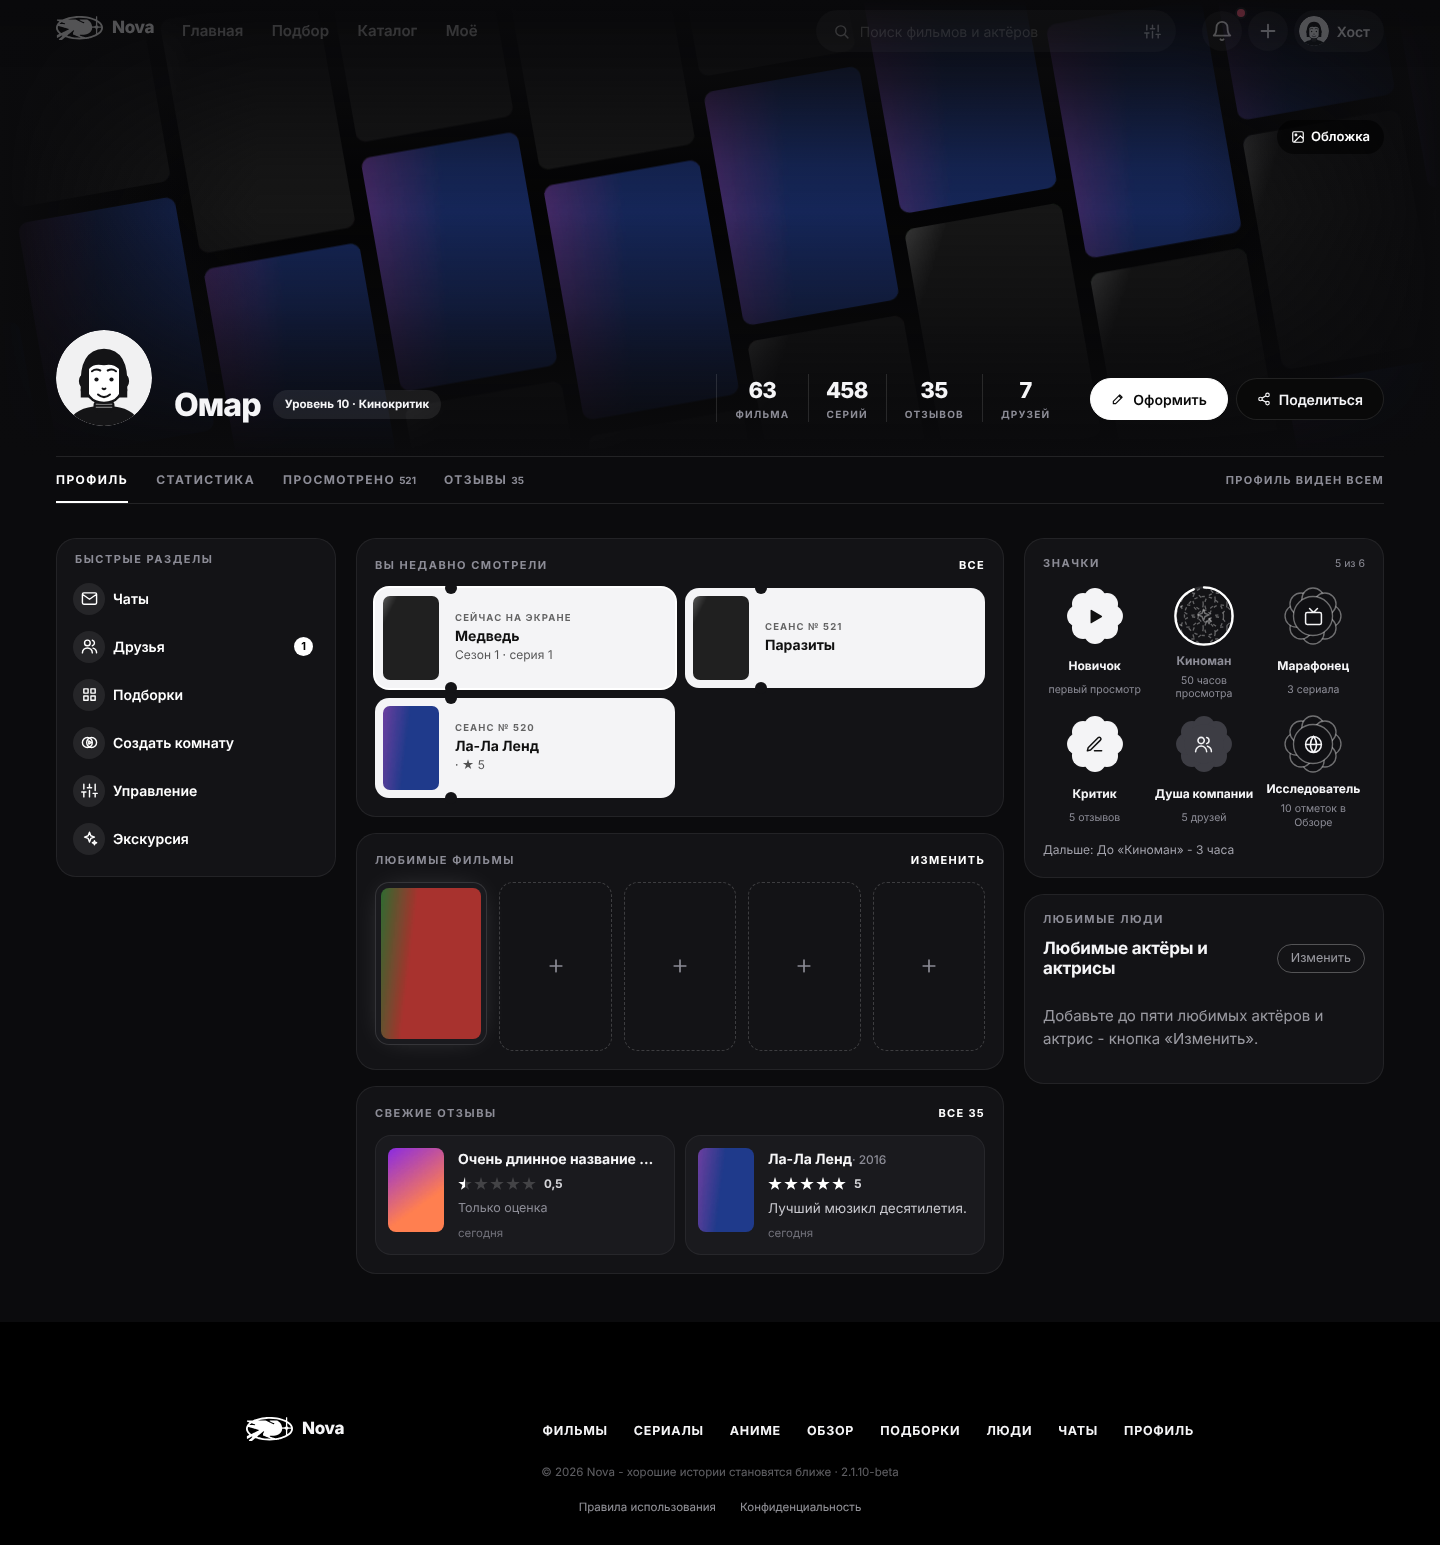 Nova
Главная
Подбор
Каталог
Моё
Поиск фильмов и актёров
Хост
Обложка
Омар
Уровень 10 · Кинокритик
63
ФИЛЬМА
458
СЕРИЙ
35
ОТЗЫВОВ
7
ДРУЗЕЙ
Оформить
Поделиться
ПРОФИЛЬ
СТАТИСТИКА
ПРОСМОТРЕНО 521
ОТЗЫВЫ 35
ПРОФИЛЬ ВИДЕН ВСЕМ
БЫСТРЫЕ РАЗДЕЛЫ
Чаты
Друзья
1
Подборки
Создать комнату
Управление
Экскурсия
ВЫ НЕДАВНО СМОТРЕЛИ
ВСЕ
СЕЙЧАС НА ЭКРАНЕ
Медведь
Сезон 1 · серия 1
СЕАНС № 521
Паразиты
СЕАНС № 520
Ла-Ла Ленд
· ★ 5
ЛЮБИМЫЕ ФИЛЬМЫ
ИЗМЕНИТЬ
СВЕЖИЕ ОТЗЫВЫ
ВСЕ 35
Очень длинное название ...
0,5
Только оценка
сегодня
Ла-Ла Ленд · 2016
5
Лучший мюзикл десятилетия.
сегодня
ЗНАЧКИ
5 из 6
Новичок
первый просмотр
Киноман
50 часов
просмотра
Марафонец
3 сериала
Критик
5 отзывов
Душа компании
5 друзей
Исследователь
10 отметок в
Обзоре
Дальше: До «Киноман» - 3 часа
ЛЮБИМЫЕ ЛЮДИ
Любимые актёры и
актрисы
Изменить
Добавьте до пяти любимых актёров и
актрис - кнопка «Изменить».
Nova
ФИЛЬМЫ
СЕРИАЛЫ
АНИМЕ
ОБЗОР
ПОДБОРКИ
ЛЮДИ
ЧАТЫ
ПРОФИЛЬ
© 2026 Nova - хорошие истории становятся ближе · 2.1.10-beta
Правила использования
Конфиденциальность